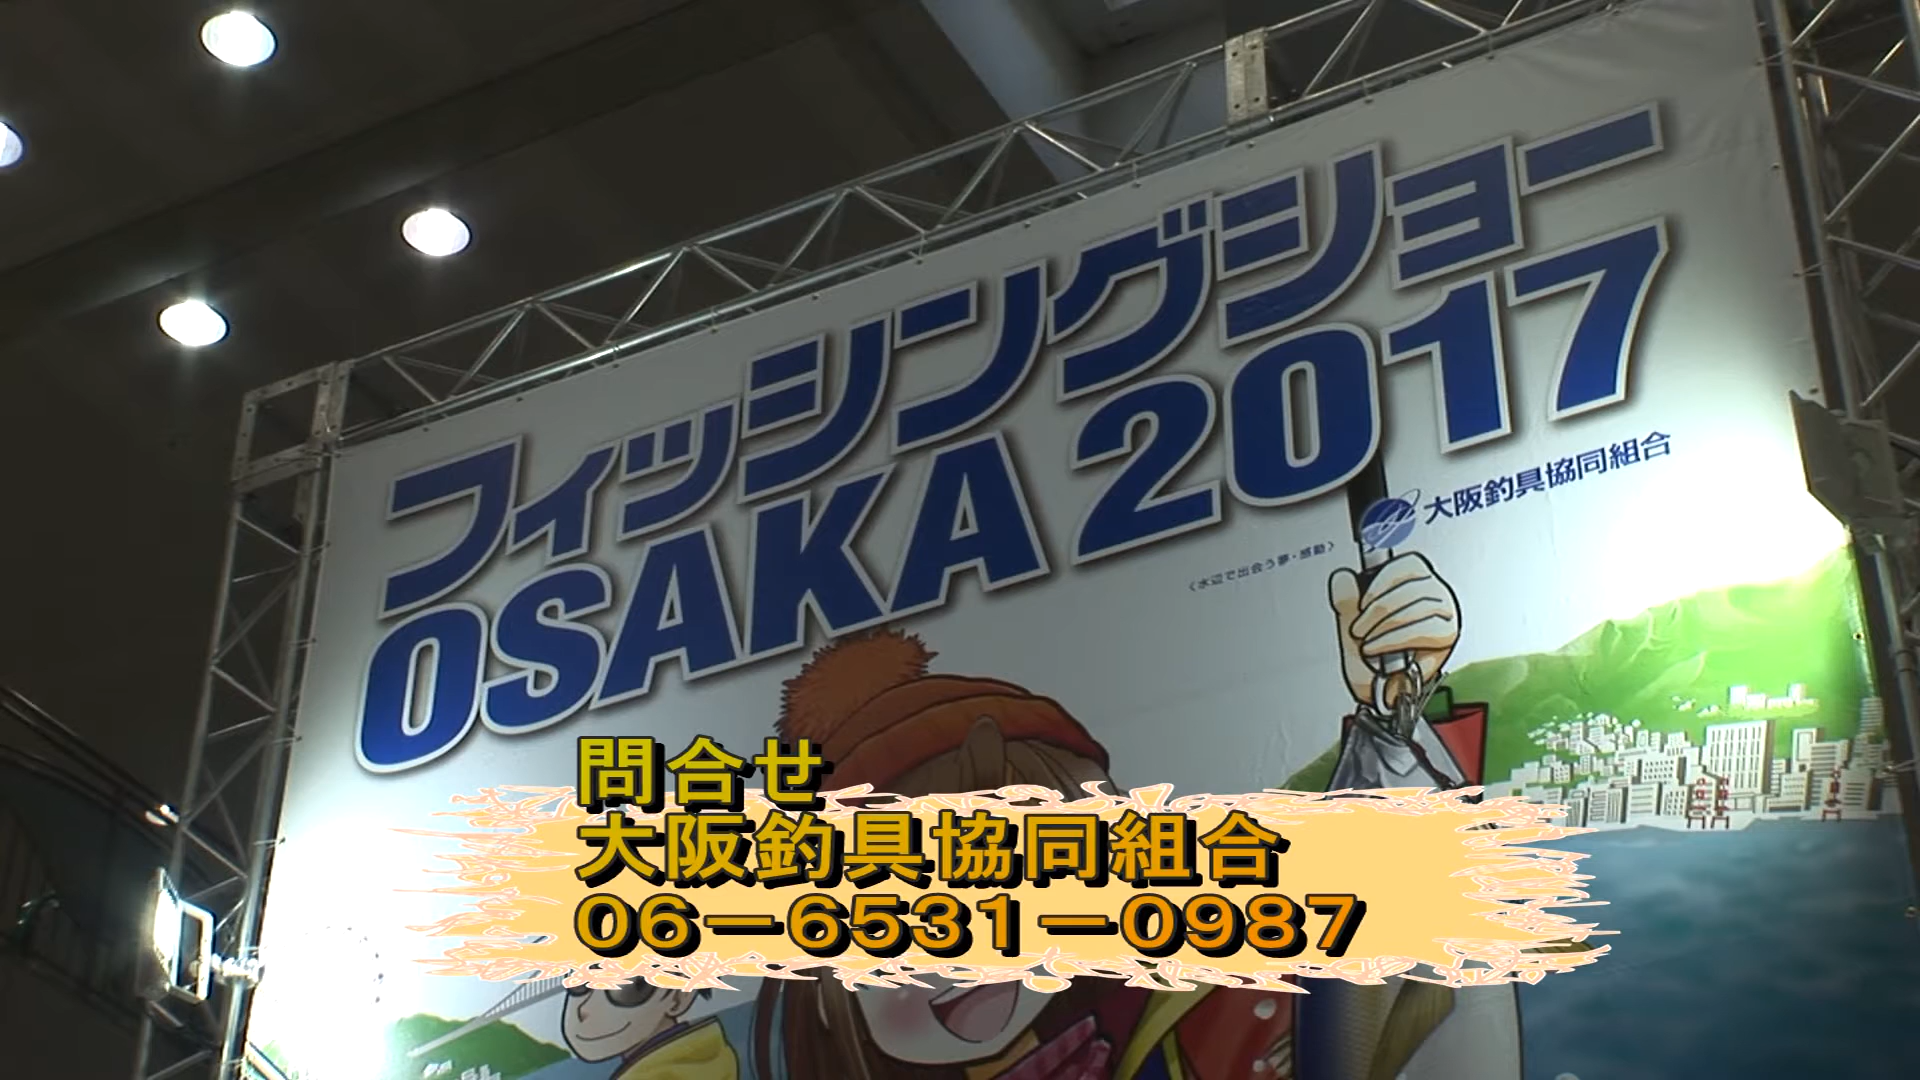 フィッシングショー
OSAKA 2017
大阪釣具協同組合
〈水辺で出会う夢・感動〉
問合せ
大阪釣具協同組合
06－6531－0987